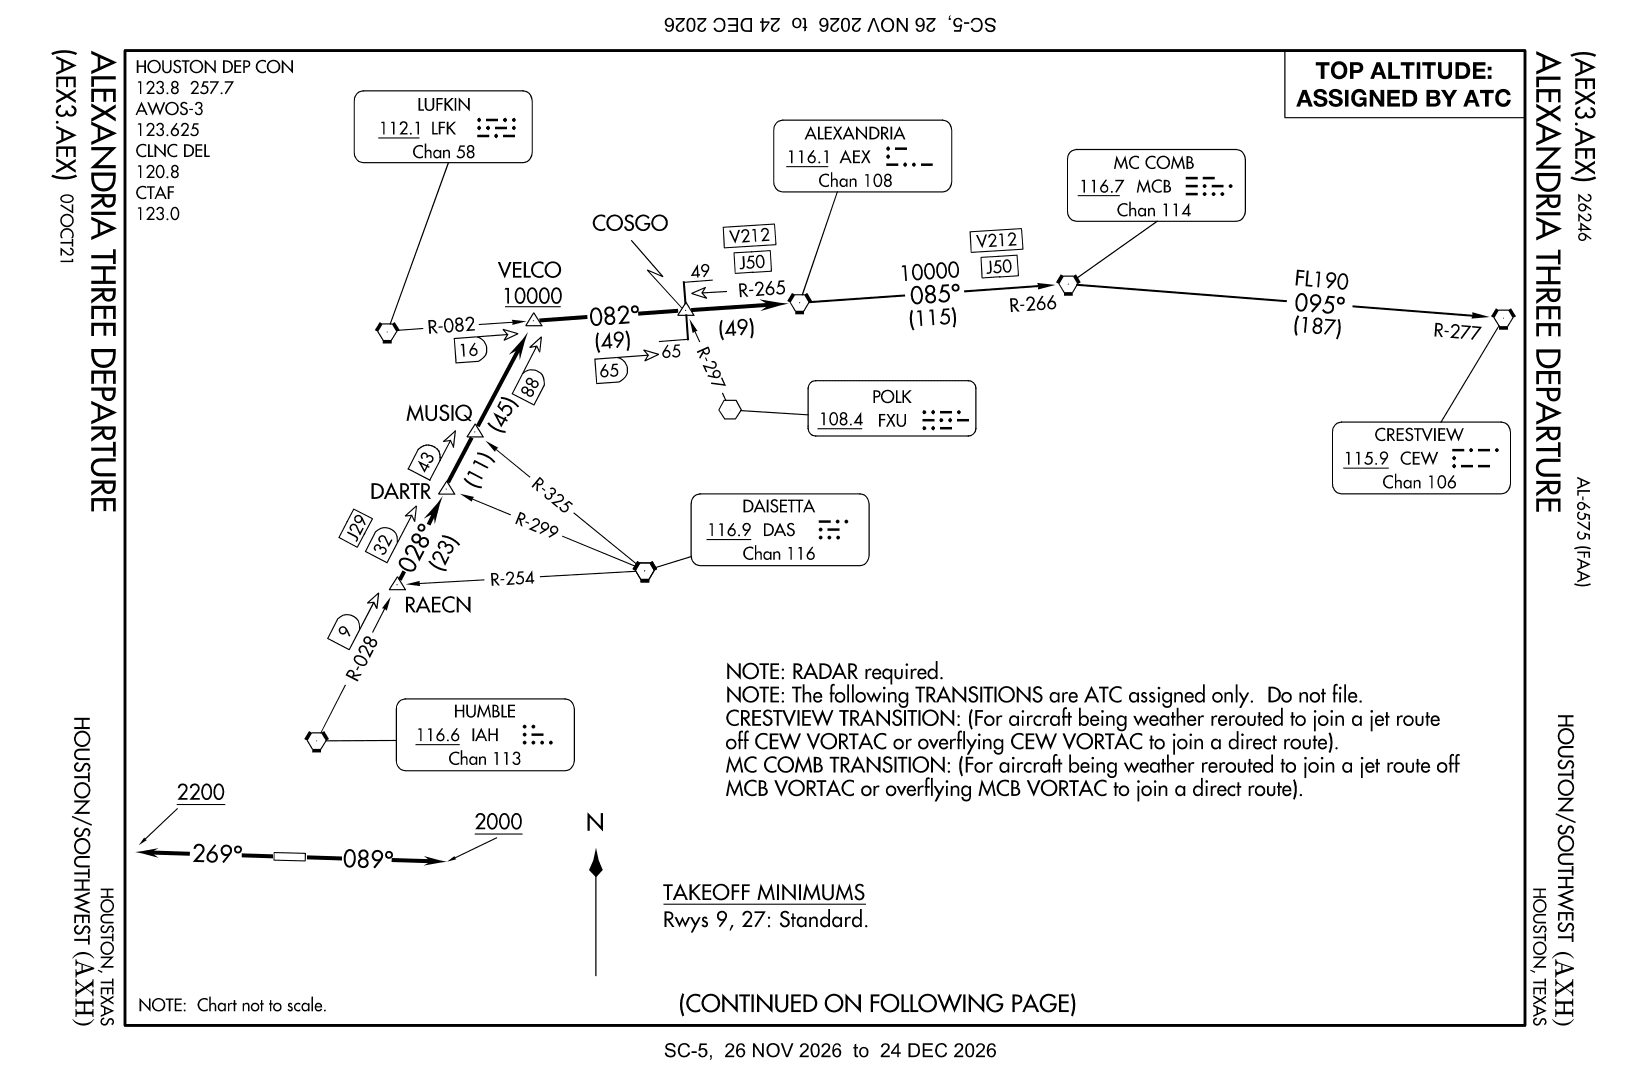 SC-5, 26 NOV 2026 to 24 DEC 2026
(AEX3.AEX) 07OCT21
ALEXANDRIA THREE DEPARTURE
HOUSTON/SOUTHWEST (AXH)
HOUSTON, TEXAS
(AEX3.AEX) 26246
ALEXANDRIA THREE DEPARTURE
AL-6575 (FAA)
HOUSTON/SOUTHWEST (AXH)
HOUSTON, TEXAS
HOUSTON DEP CON
123.8 257.7
AWOS-3
123.625
CLNC DEL
120.8
CTAF
123.0
TOP ALTITUDE:
ASSIGNED BY ATC
LUFKIN
112.1 LFK
Chan 58
ALEXANDRIA
116.1 AEX
Chan 108
MC COMB
116.7 MCB
Chan 114
COSGO
V212
J50
49
R-265
VELCO
10000
R-082
16
082°
(49)
65
65
(49)
R-297
V212
J50
10000
085°
(115)
R-266
FL190
095°
(187)
R-277
POLK
108.4 FXU
CRESTVIEW
115.9 CEW
Chan 106
88
(45)
MUSIQ
43
(11)
DARTR
R-325
R-299
J29
32
028°
(23)
R-254
RAECN
DAISETTA
116.9 DAS
Chan 116
9
R-028
HUMBLE
116.6 IAH
Chan 113
NOTE: RADAR required.
NOTE: The following TRANSITIONS are ATC assigned only. Do not file.
CRESTVIEW TRANSITION: (For aircraft being weather rerouted to join a jet route
off CEW VORTAC or overflying CEW VORTAC to join a direct route).
MC COMB TRANSITION: (For aircraft being weather rerouted to join a jet route off
MCB VORTAC or overflying MCB VORTAC to join a direct route).
2200
2000
269°
089°
N
TAKEOFF MINIMUMS
Rwys 9, 27: Standard.
NOTE: Chart not to scale.
(CONTINUED ON FOLLOWING PAGE)
SC-5, 26 NOV 2026 to 24 DEC 2026